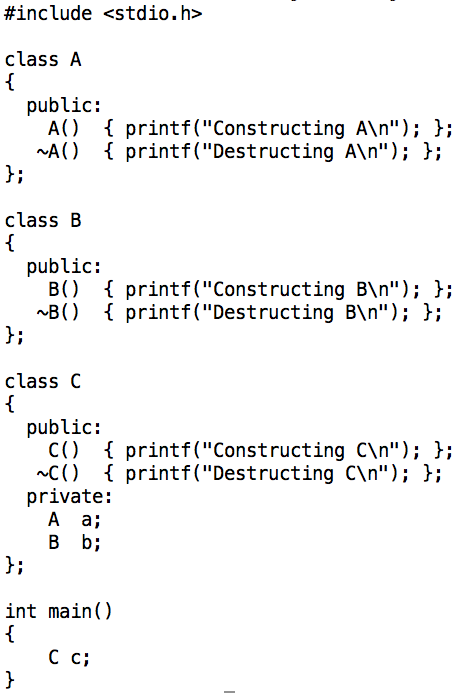 #include <stdio.h>

class A
{
  public:
    A()  { printf("Constructing A\n"); };
   ~A()  { printf("Destructing A\n"); };
};

class B
{
  public:
    B()  { printf("Constructing B\n"); };
   ~B()  { printf("Destructing B\n"); };
};

class C
{
  public:
    C()  { printf("Constructing C\n"); };
   ~C()  { printf("Destructing C\n"); };
  private:
    A  a;
    B  b;
};

int main()
{
    C c;
}